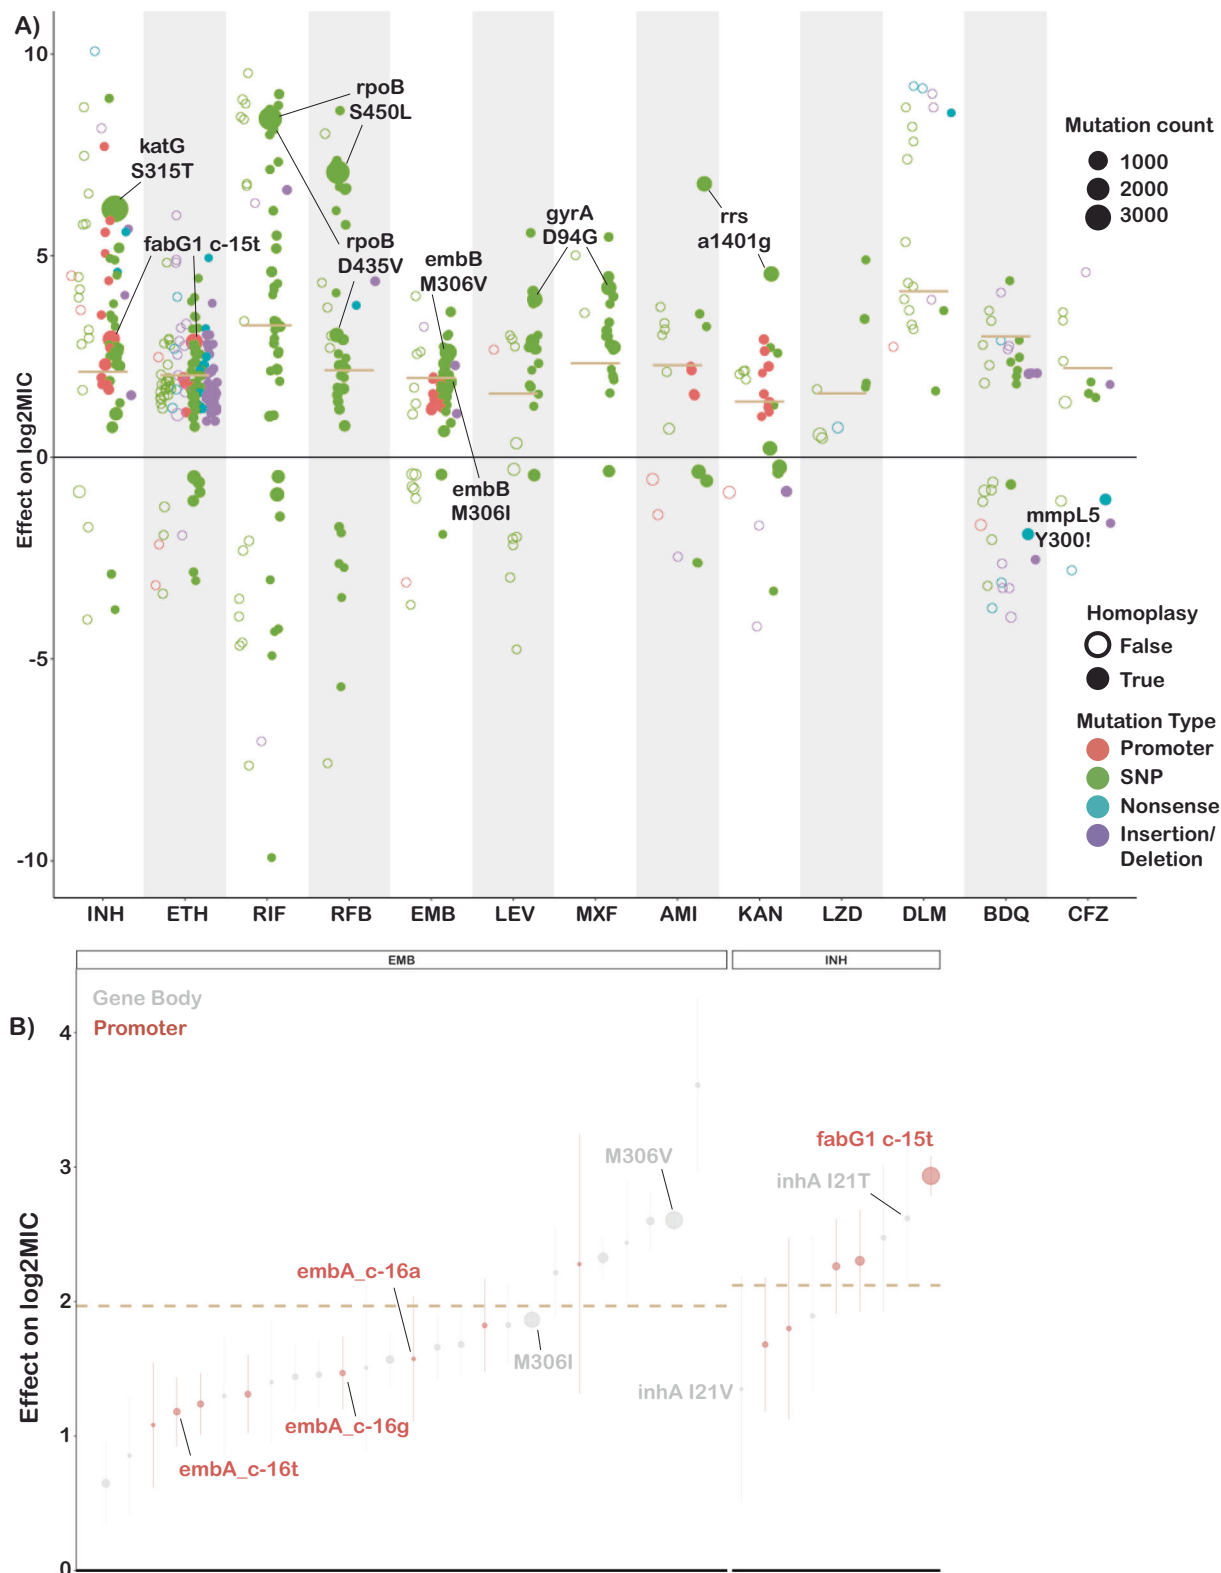 A)
Effect on log2MIC
10
5
0
-5
-10
katG
S315T
fabG1 c-15t
rpoB
S450L
rpoB
D435V
embB
M306V
embB
M306I
gyrA
D94G
rrs
a1401g
mmpL5
Y300!
Mutation count
1000
2000
3000
Homoplasy
False
True
Mutation Type
Promoter
SNP
Nonsense
Insertion/
Deletion
INH
ETH
RIF
RFB
EMB
LEV
MXF
AMI
KAN
LZD
DLM
BDQ
CFZ
B)
EMB
INH
Gene Body
Promoter
Effect on log2MIC
4
3
2
1
0
embA_c-16t
embA_c-16g
embA_c-16a
M306I
M306V
inhA I21V
inhA I21T
fabG1 c-15t